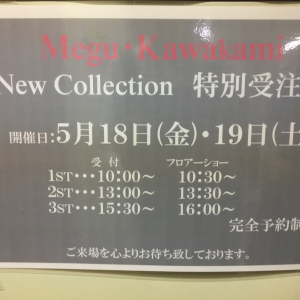 Megu・Kawakami
New Collection 特別受注
開催日:5月18日(金)・19日(土
受付 フロアーショー
1ST・・・10:00～ 10:30～
2ST・・・13:00～ 13:30～
3ST・・・15:30～ 16:00～
完全予約制
ご来場を心よりお待ち致しております。